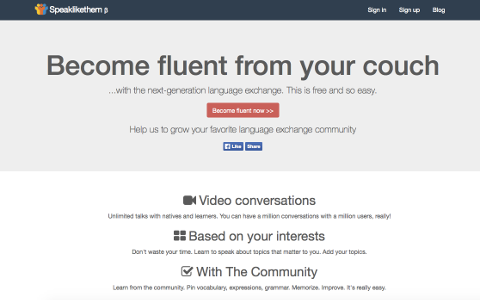 Speaklikethem β
Sign in
Sign up
Blog
Become fluent from your couch
...with the next-generation language exchange. This is free and so easy.
Become fluent now >>
Help us to grow your favorite language exchange community
Like
Share
Video conversations
Unlimited talks with natives and learners. You can have a million conversations with a million users, really!
Based on your interests
Don't waste your time. Learn to speak about topics that matter to you. Add your topics.
With The Community
Learn from the community. Pin vocabulary, expressions, grammar. Memorize. Improve. It's really easy.